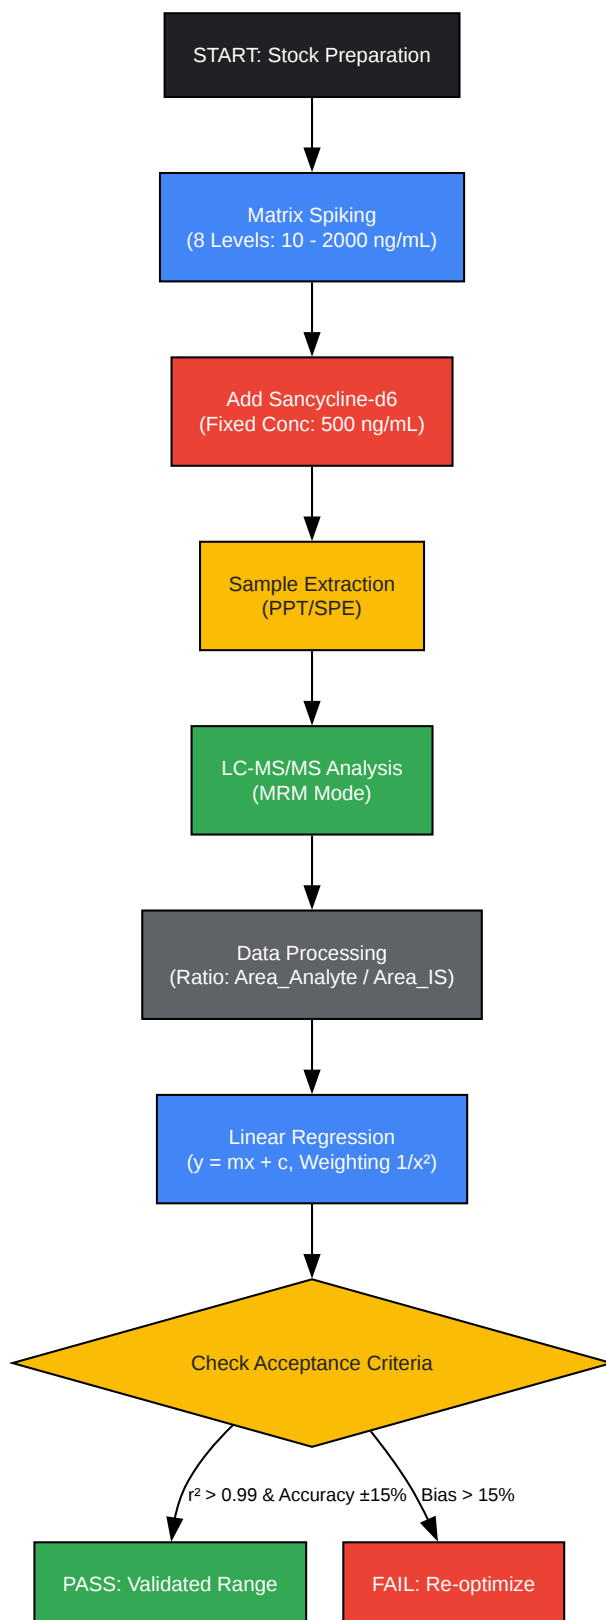 START: Stock Preparation
Matrix Spiking
(8 Levels: 10 - 2000 ng/mL)
Add Sancycline-d6
(Fixed Conc: 500 ng/mL)
Sample Extraction
(PPT/SPE)
LC-MS/MS Analysis
(MRM Mode)
Data Processing
(Ratio: Area_Analyte / Area_IS)
Linear Regression
(y = mx + c, Weighting 1/x²)
Check Acceptance Criteria
r² > 0.99 & Accuracy ±15%
Bias > 15%
PASS: Validated Range
FAIL: Re-optimize